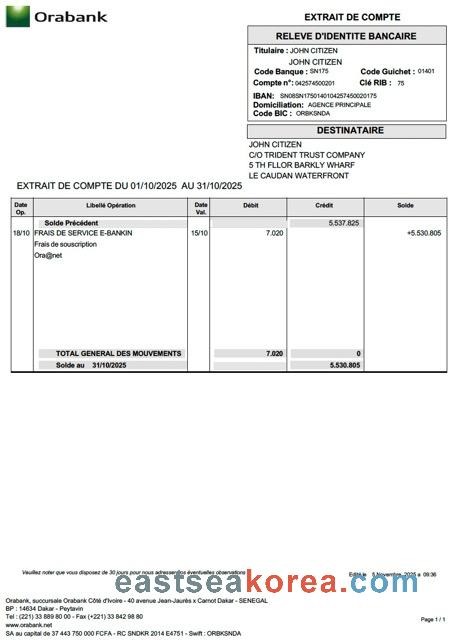 Orabank
EXTRAIT DE COMPTE
RELEVE D'IDENTITE BANCAIRE
Titulaire : JOHN CITIZEN
JOHN CITIZEN
Code Banque : SN175 Code Guichet : 01401
Compte n°: 042574500201 Clé RIB : 75
IBAN: SN08SN1750140104257450020175
Domiciliation: AGENCE PRINCIPALE
Code BIC : ORBKSNDA
DESTINATAIRE
JOHN CITIZEN
C/O TRIDENT TRUST COMPANY
5 TH FLLOR BARKLY WHARF
LE CAUDAN WATERFRONT
EXTRAIT DE COMPTE DU 01/10/2025 AU 31/10/2025
Date Op. Libellé Opération Date Val. Débit Crédit Solde
Solde Précédent 5.537.825
18/10 FRAIS DE SERVICE E-BANKIN 15/10 7.020 +5.530.805
Frais de souscription
Ora@net
TOTAL GENERAL DES MOUVEMENTS 7.020 0
Solde au 31/10/2025 5.530.805
Veuillez noter que vous disposez de 30 jours pour nous adresser les éventuelles observations
Edité le 5 Novembre 2025 a 09:36
eastseakorea.com
Orabank, succursale Orabank Côte d'Ivoire - 40 avenue Jean-Jaurès x Carnot Dakar - SENEGAL
BP : 14634 Dakar - Peytavin
Tel : (221) 33 889 80 00 - Fax (+221) 33 842 98 80
www.orabank.net
SA au capital de 37 443 750 000 FCFA - RC SNDKR 2014 E4751 - Swift : ORBKSNDA
Page 1 / 1